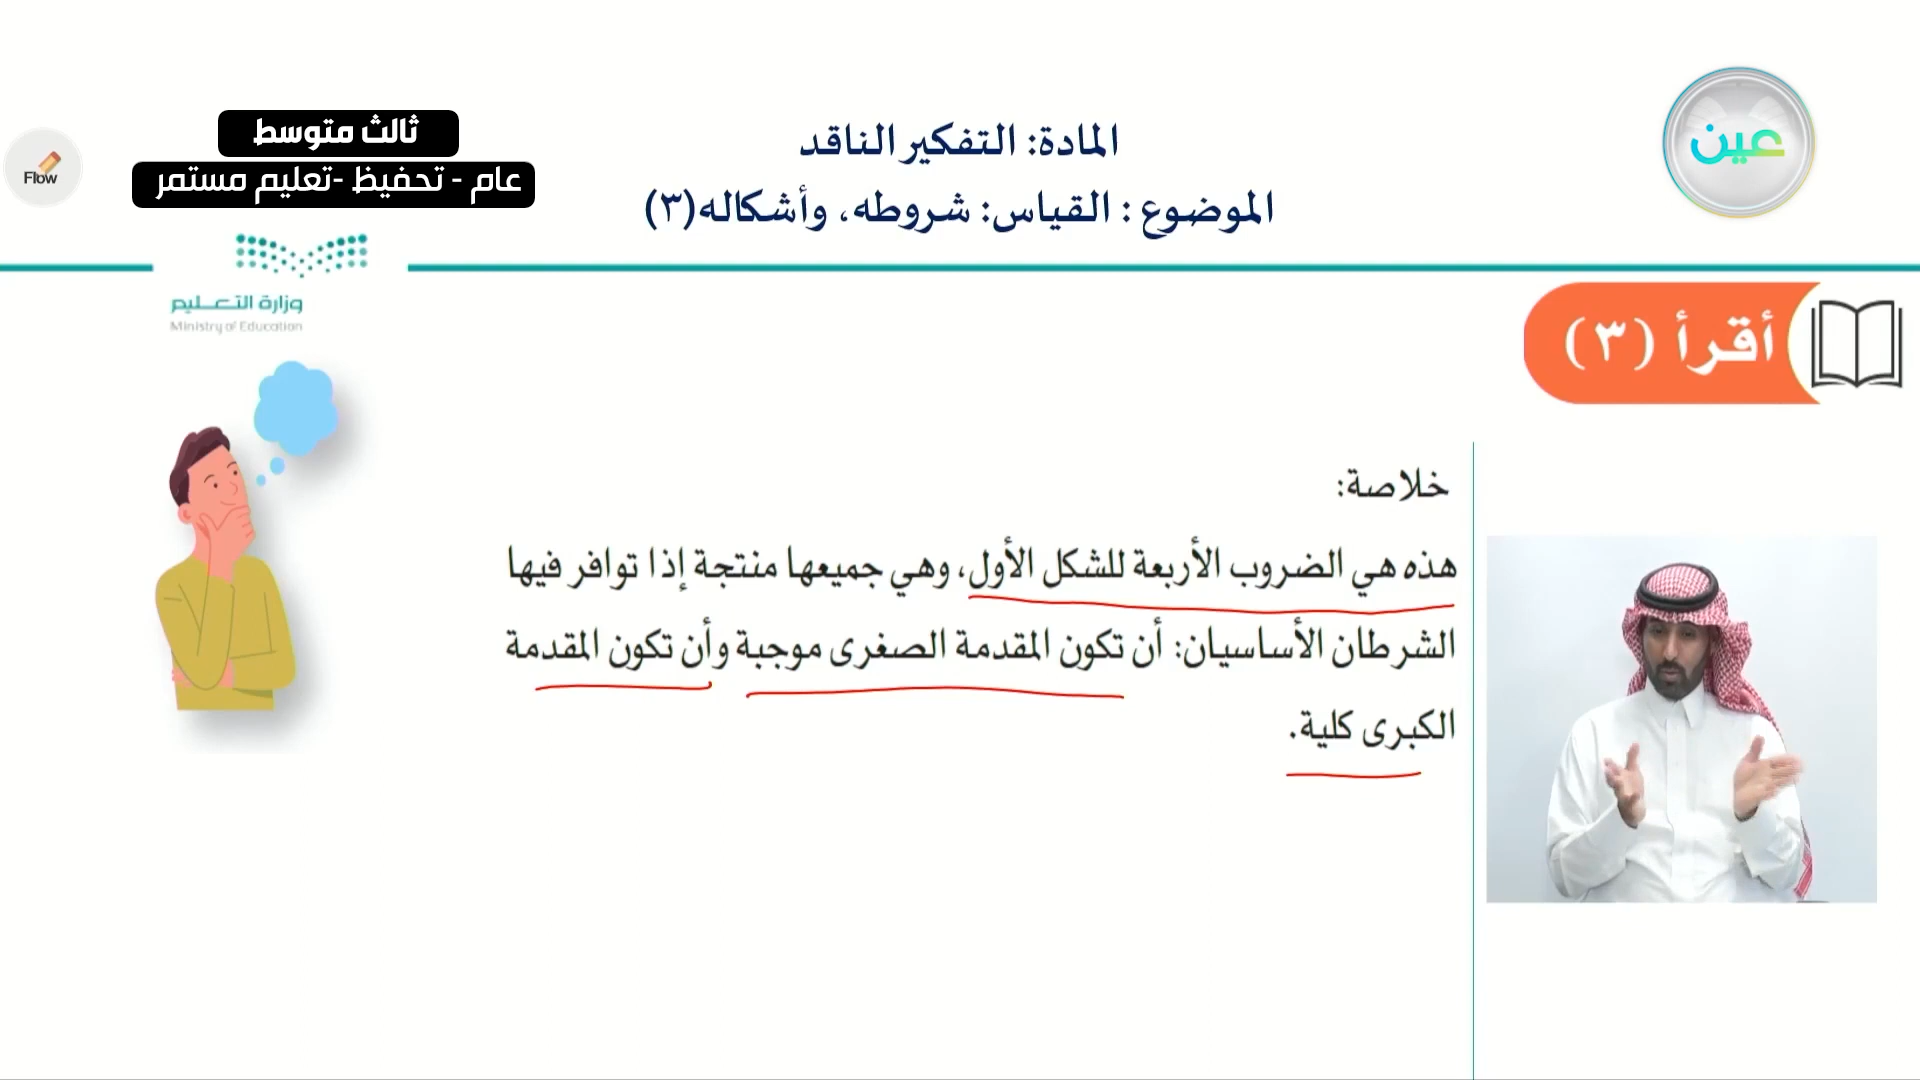 عين
المادة: التفكير الناقد
الموضوع : القياس: شروطه، وأشكاله(٣)
ثالث متوسط
عام - تحفيظ -تعليم مستمر
Flow
وزارة التعليم
Ministry of Education
أقرأ (٣)
خلاصة:
هذه هي الضروب الأربعة للشكل الأول، وهي جميعها منتجة إذا توافر فيها
الشرطان الأساسيان: أن تكون المقدمة الصغرى موجبة وأن تكون المقدمة
الكبرى كلية.